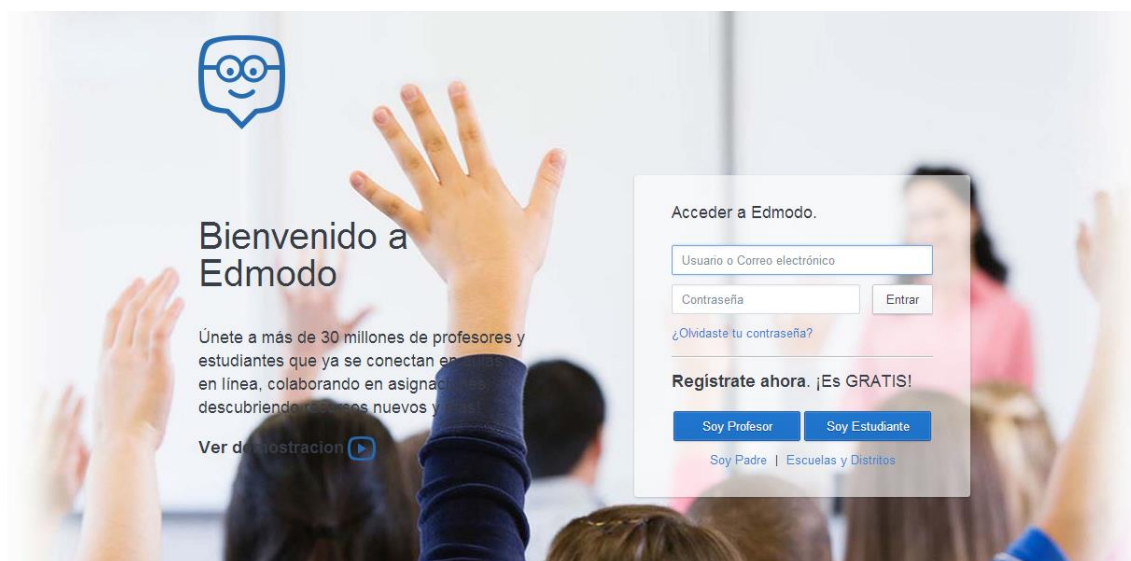 Bienvenido a
Edmodo
Únete a más de 30 millones de profesores y
estudiantes que ya se conectan en
en línea, colaborando en
descubriendo nuevos y
Ver demostracion
Acceder a Edmodo.
Usuario o Correo electrónico
Contraseña
Entrar
¿Olvidaste tu contraseña?
Regístrate ahora. ¡Es GRATIS!
Soy Profesor
Soy Estudiante
Soy Padre | Escuelas y Distritos